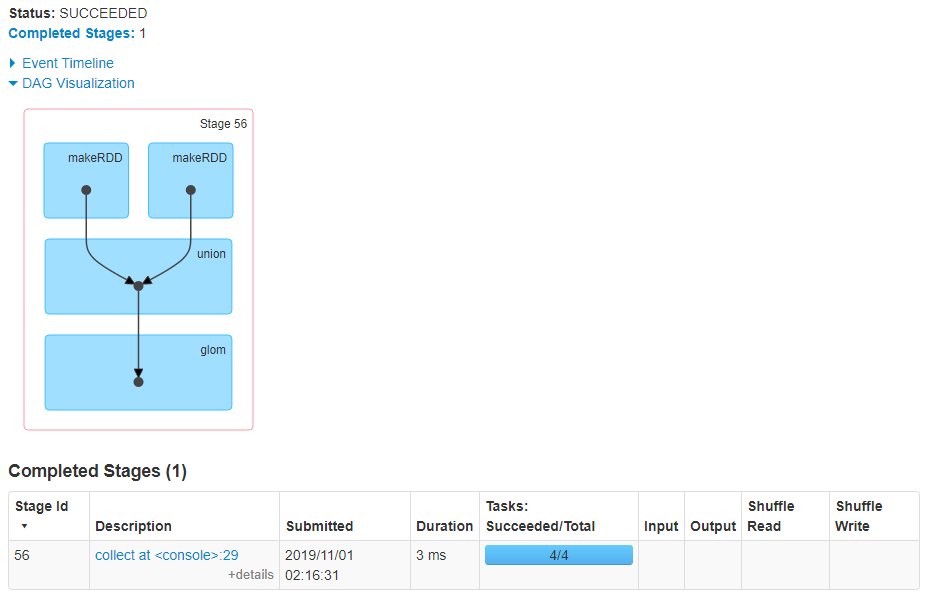 Status: SUCCEEDED
Completed Stages: 1
Event Timeline
DAG Visualization
Stage 56
makeRDD makeRDD
union
glom
Completed Stages (1)
Stage Id Description Submitted Duration Tasks: Succeeded/Total Input Output Shuffle Read Shuffle Write
56 collect at <console>:29 +details 2019/11/01 02:16:31 3 ms 4/4